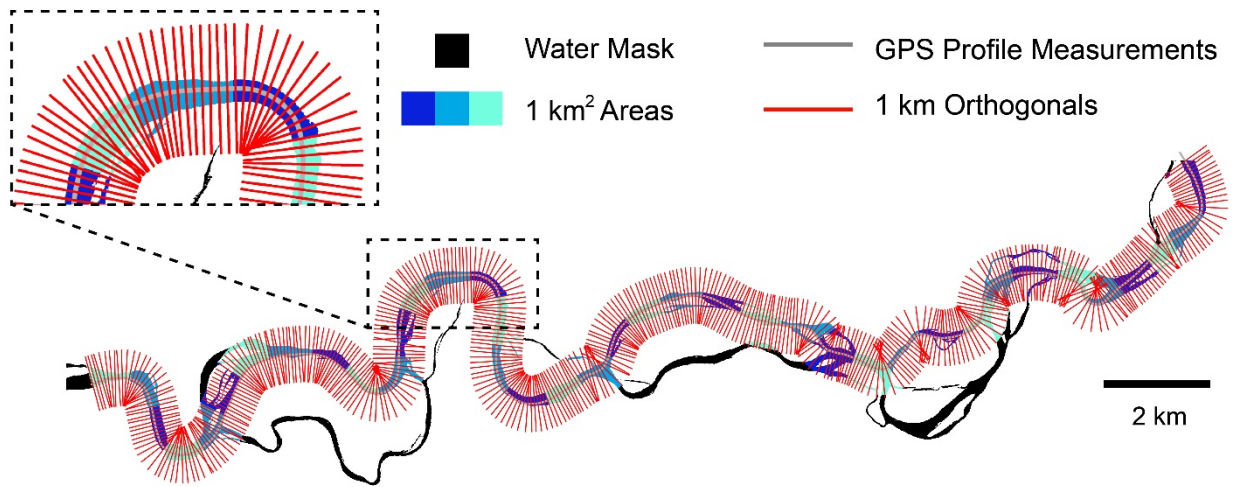 Water Mask
GPS Profile Measurements
1 km² Areas
1 km Orthogonals
2 km